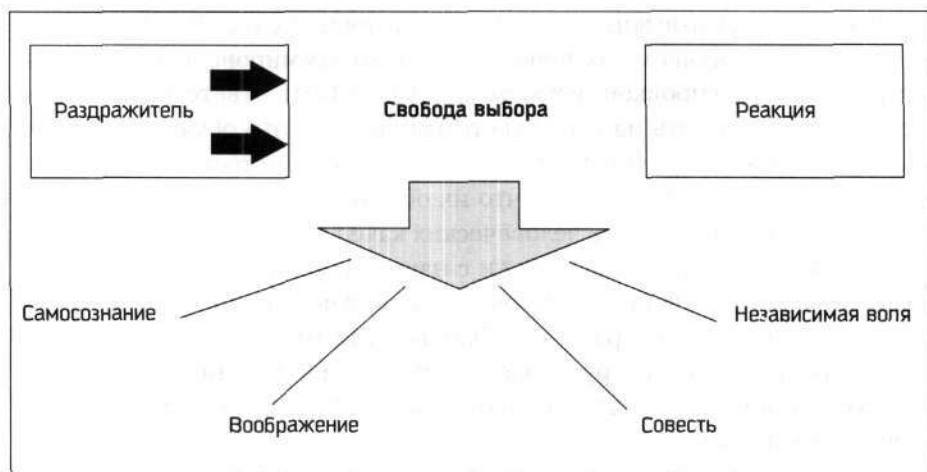 Раздражитель
Свобода выбора
Реакция
Самосознание
Независимая воля
Воображение
Совесть